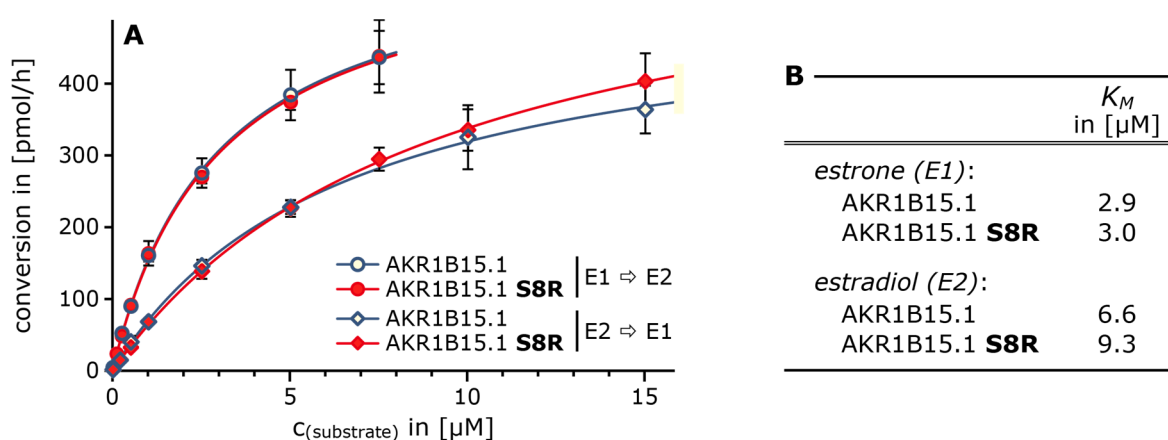 A
conversion in [pmol/h]
400
300
200
100
0
0
5
10
15
c(substrate) in [µM]
AKR1B15.1
AKR1B15.1 S8R
E1 ⇨ E2
AKR1B15.1
AKR1B15.1 S8R
E2 ⇨ E1
B
KM
in [µM]
estrone (E1):
AKR1B15.1 2.9
AKR1B15.1 S8R 3.0
estradiol (E2):
AKR1B15.1 6.6
AKR1B15.1 S8R 9.3